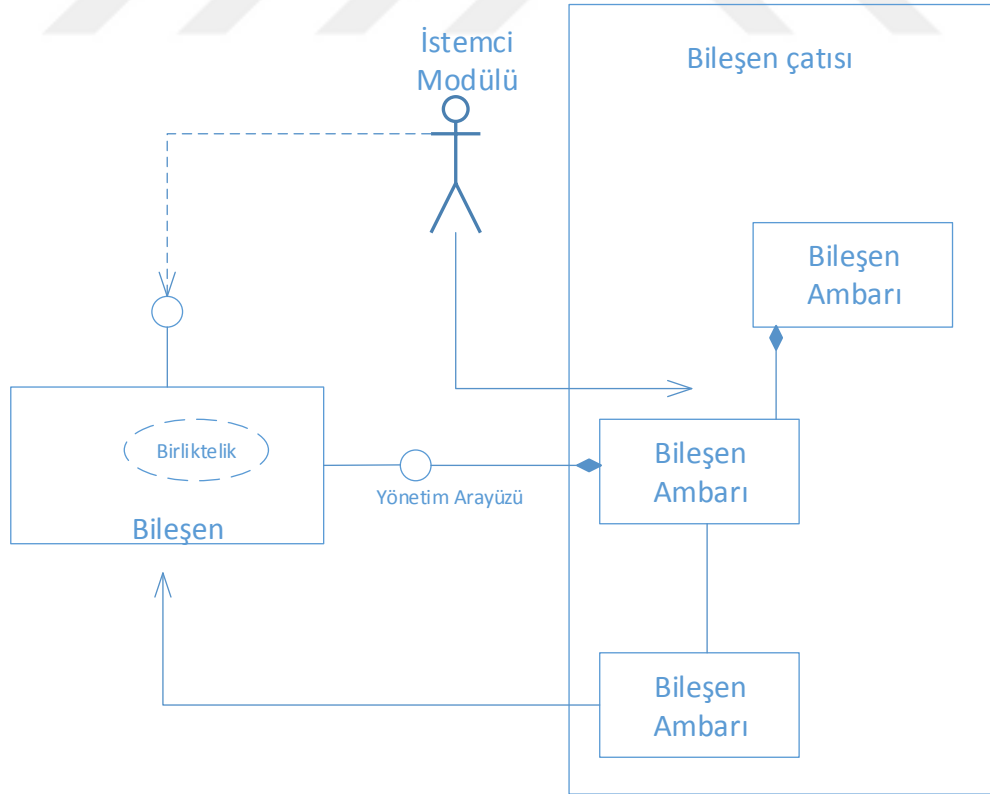 İstemci
Modülü
Bileşen çatısı
Bileşen
Ambarı
Birliktelik
Bileşen
Yönetim Arayüzü
Bileşen
Ambarı
Bileşen
Ambarı